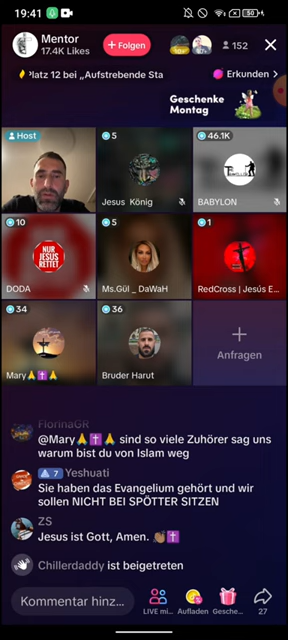 19:41
Mentor
17.4K Likes
+ Folgen
152
Platz 12 bei „Aufstrebende Sta
Erkunden >
Geschenke
Montag
Host
5
46.1K
Jesus König
BABYLON
10
5
1
NUR
JESUS
RETTET
DODA
Ms.Gül _ DaWaH
RedCross | Jesús E...
34
36
Mary🙏✝️🙏
Bruder Harut
+
Anfragen
FlorinaGR
@Mary🙏✝️🙏 sind so viele Zuhörer sag uns
warum bist du von Islam weg
7 Yeshuati
Sie haben das Evangelium gehört und wir
sollen NICHT BEI SPÖTTER SITZEN
ZS
Jesus ist Gott, Amen. 🙏🏾✝️
Chillerdaddy ist beigetreten
Kommentar hinz...
LIVE mi...
Aufladen
Gesche...
27